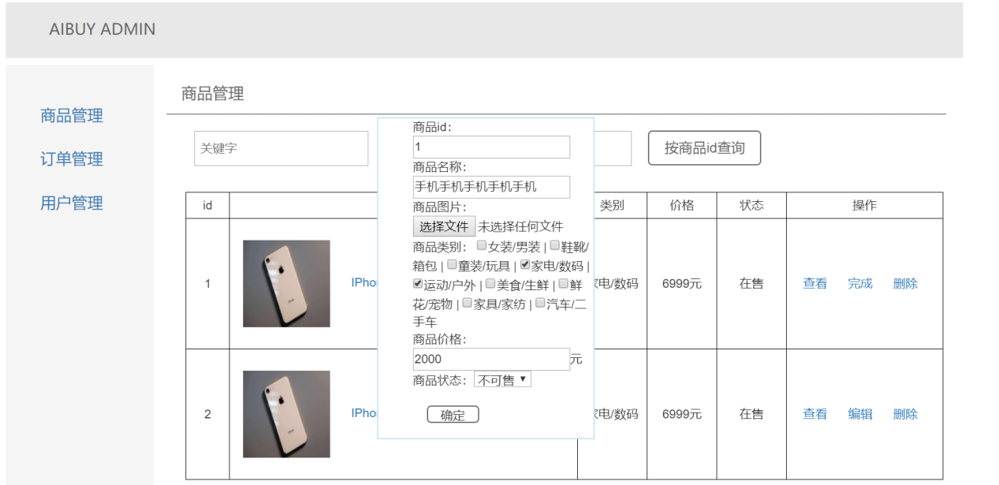 AIBUY ADMIN
商品管理
订单管理
用户管理
商品管理
关键字
按商品id查询
商品id：
1
商品名称：
手机手机手机手机手机
商品图片：
选择文件 未选择任何文件
商品类别： 女装/男装 | 鞋靴/
箱包 | 童装/玩具 | 家电/数码 |
运动/户外 | 美食/生鲜 | 鲜
花/宠物 | 家具/家纺 | 汽车/二
手车
商品价格：
2000 元
商品状态： 不可售
确定
id 类别 价格 状态 操作
1 IPho 电/数码 6999元 在售 查看 完成 删除
2 IPho 电/数码 6999元 在售 查看 编辑 删除